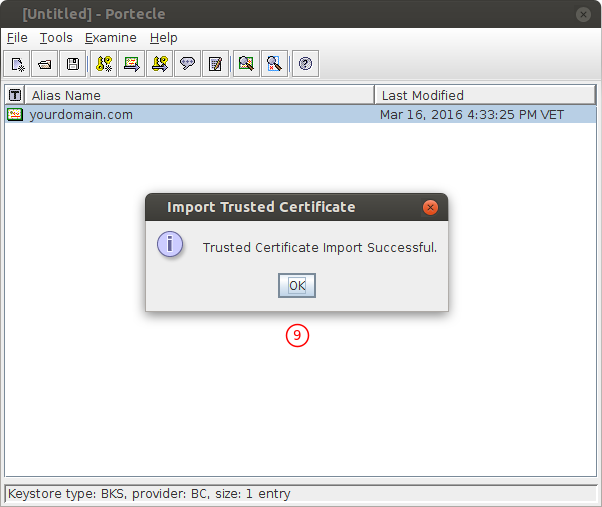 [Untitled] - Portecle
File Tools Examine Help
T Alias Name Last Modified
yourdomain.com Mar 16, 2016 4:33:25 PM VET
Import Trusted Certificate
i Trusted Certificate Import Successful.
OK
9
Keystore type: BKS, provider: BC, size: 1 entry